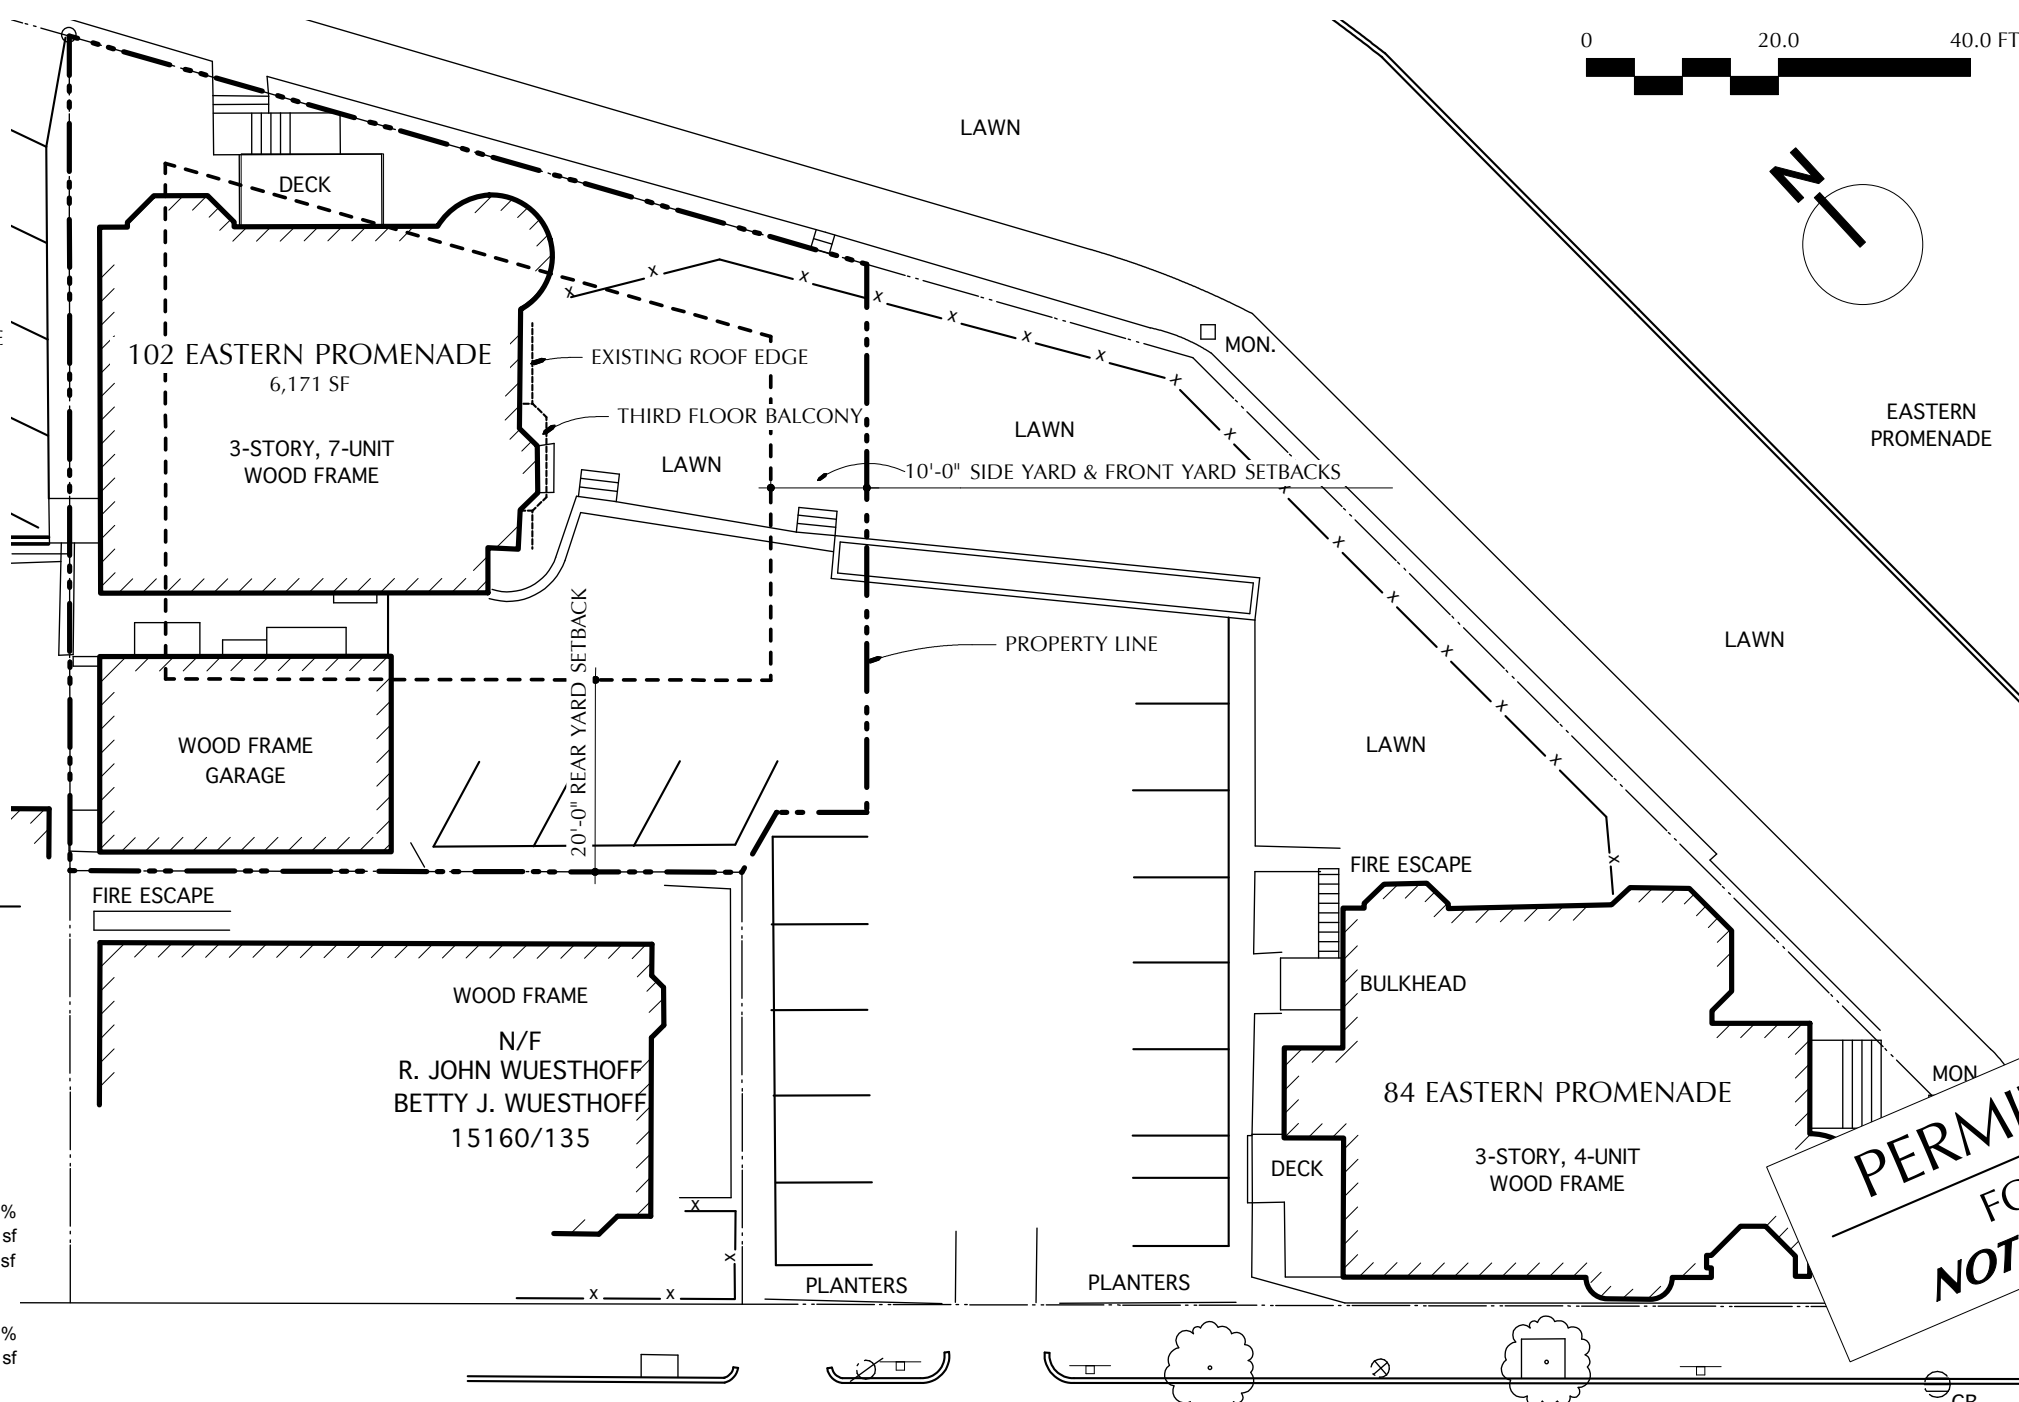 0 20.0 40.0 FT
LAWN
N
DECK
MON.
102 EASTERN PROMENADE
6,171 SF
EXISTING ROOF EDGE
THIRD FLOOR BALCONY
3-STORY, 7-UNIT
WOOD FRAME
LAWN
LAWN
EASTERN
PROMENADE
10'-0" SIDE YARD & FRONT YARD SETBACKS
PROPERTY LINE
LAWN
20'-0" REAR YARD SETBACK
WOOD FRAME
GARAGE
LAWN
FIRE ESCAPE
FIRE ESCAPE
WOOD FRAME
BULKHEAD
N/F
R. JOHN WUESTHOFF
BETTY J. WUESTHOFF
15160/135
MON
84 EASTERN PROMENADE
3-STORY, 4-UNIT
WOOD FRAME
DECK
PERMI
FO
NOT
%
sf
sf
PLANTERS
PLANTERS
%
sf